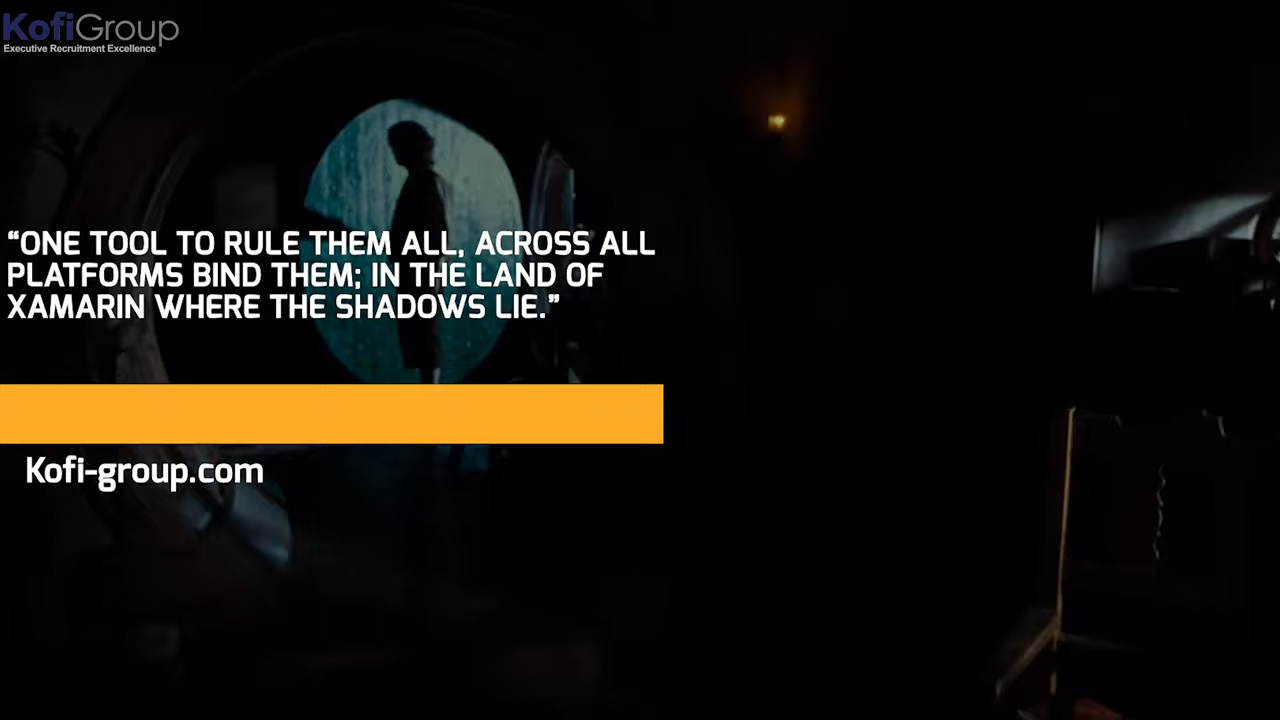 KofiGroup
Executive Recruitment Excellence
“ONE TOOL TO RULE THEM ALL, ACROSS ALL
PLATFORMS BIND THEM; IN THE LAND OF
XAMARIN WHERE THE SHADOWS LIE.”
Kofi-group.com